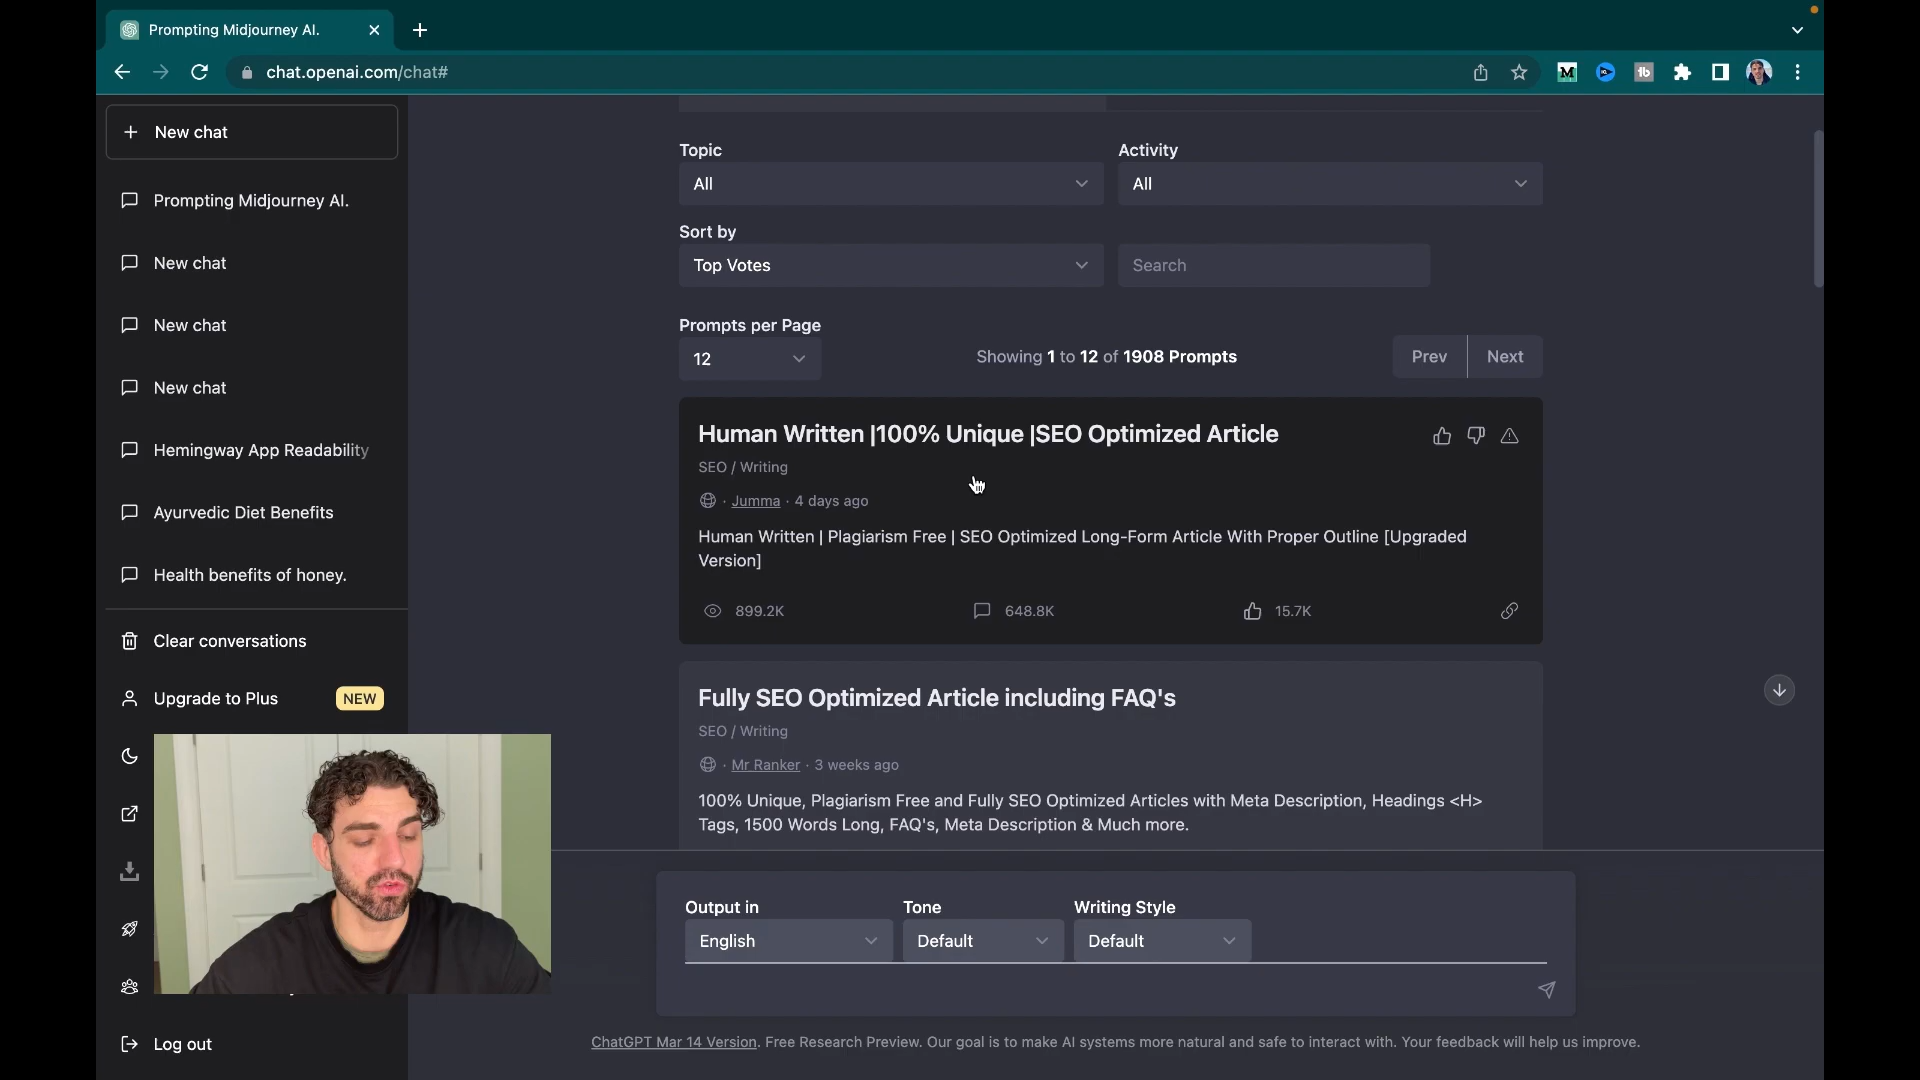 Prompting Midjourney AI.
chat.openai.com/chat#
M
tb
New chat
Prompting Midjourney AI.
New chat
New chat
New chat
Hemingway App Readability
Ayurvedic Diet Benefits
Health benefits of honey.
Clear conversations
Upgrade to Plus NEW
Log out
Topic Activity
All All
Sort by
Top Votes Search
Prompts per Page
12 Showing 1 to 12 of 1908 Prompts Prev Next
Human Written |100% Unique |SEO Optimized Article
SEO / Writing
· Jumma · 4 days ago
Human Written | Plagiarism Free | SEO Optimized Long-Form Article With Proper Outline [Upgraded
Version]
899.2K 648.8K 15.7K
Fully SEO Optimized Article including FAQ's
SEO / Writing
· Mr Ranker · 3 weeks ago
100% Unique, Plagiarism Free and Fully SEO Optimized Articles with Meta Description, Headings <H>
Tags, 1500 Words Long, FAQ's, Meta Description & Much more.
Output in Tone Writing Style
English Default Default
ChatGPT Mar 14 Version. Free Research Preview. Our goal is to make AI systems more natural and safe to interact with. Your feedback will help us improve.